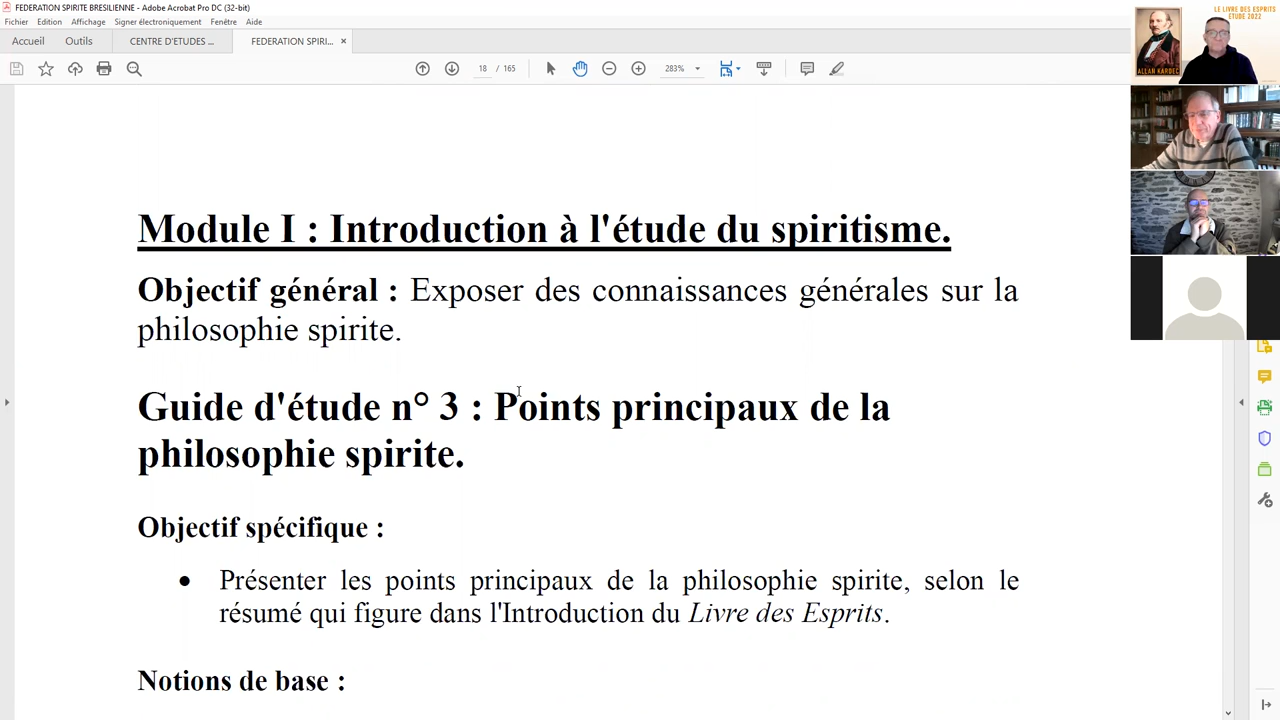 FEDERATION SPIRITE BRESILIENNE - Adobe Acrobat Pro DC (32-bit)
Fichier Edition Affichage Signer électroniquement Fenêtre Aide
Accueil Outils CENTRE D'ETUDES ... FEDERATION SPIRI... ×
18 / 165 283%
LE LIVRE DES ESPRITS
ETUDE 2022
ALLAN KARDEC
Module I : Introduction à l'étude du spiritisme.
Objectif général : Exposer des connaissances générales sur la
philosophie spirite.
Guide d'étude n° 3 : Points principaux de la
philosophie spirite.
Objectif spécifique :
• Présenter les points principaux de la philosophie spirite, selon le
résumé qui figure dans l'Introduction du Livre des Esprits.
Notions de base :